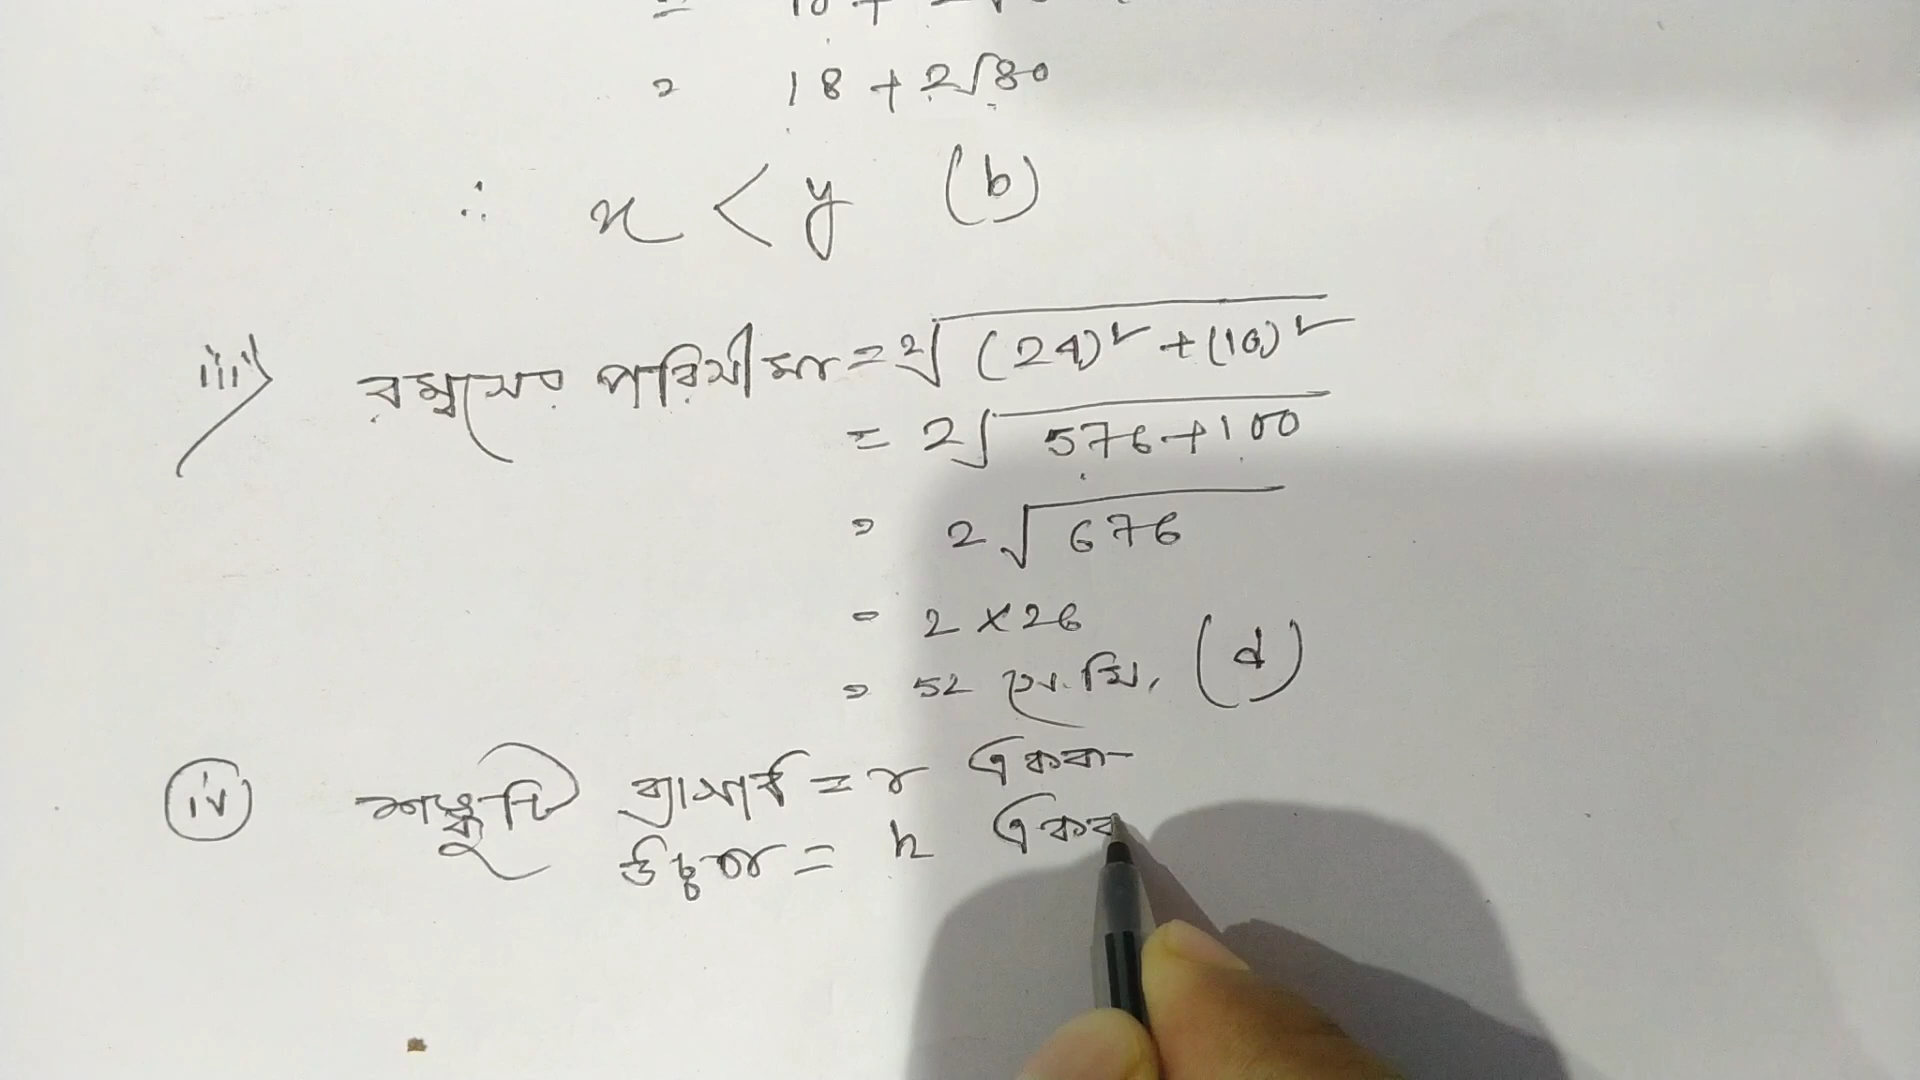 = 18 + 2√80
∴ x < y (b)
iii) রম্বসের পরিসীমা = 2√(24)² + (10)²
= 2√576+100
= 2√676
= 2 × 26
= 52 সে.মি. (d)
iv শঙ্কুটি ব্যাসার্ধ = r একক
উচ্চতা = h একক